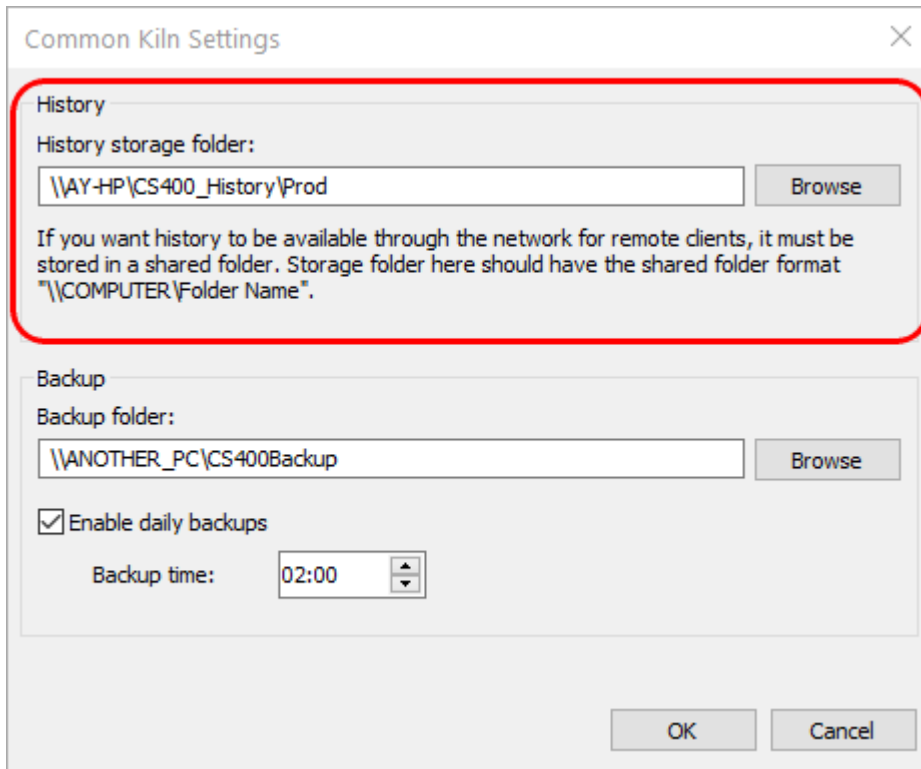 Common Kiln Settings
History
History storage folder:
\\AY-HP\CS400_History\Prod
Browse
If you want history to be available through the network for remote clients, it must be
stored in a shared folder. Storage folder here should have the shared folder format
"\\COMPUTER\Folder Name".
Backup
Backup folder:
\\ANOTHER_PC\CS400Backup
Browse
Enable daily backups
Backup time:
02:00
OK
Cancel